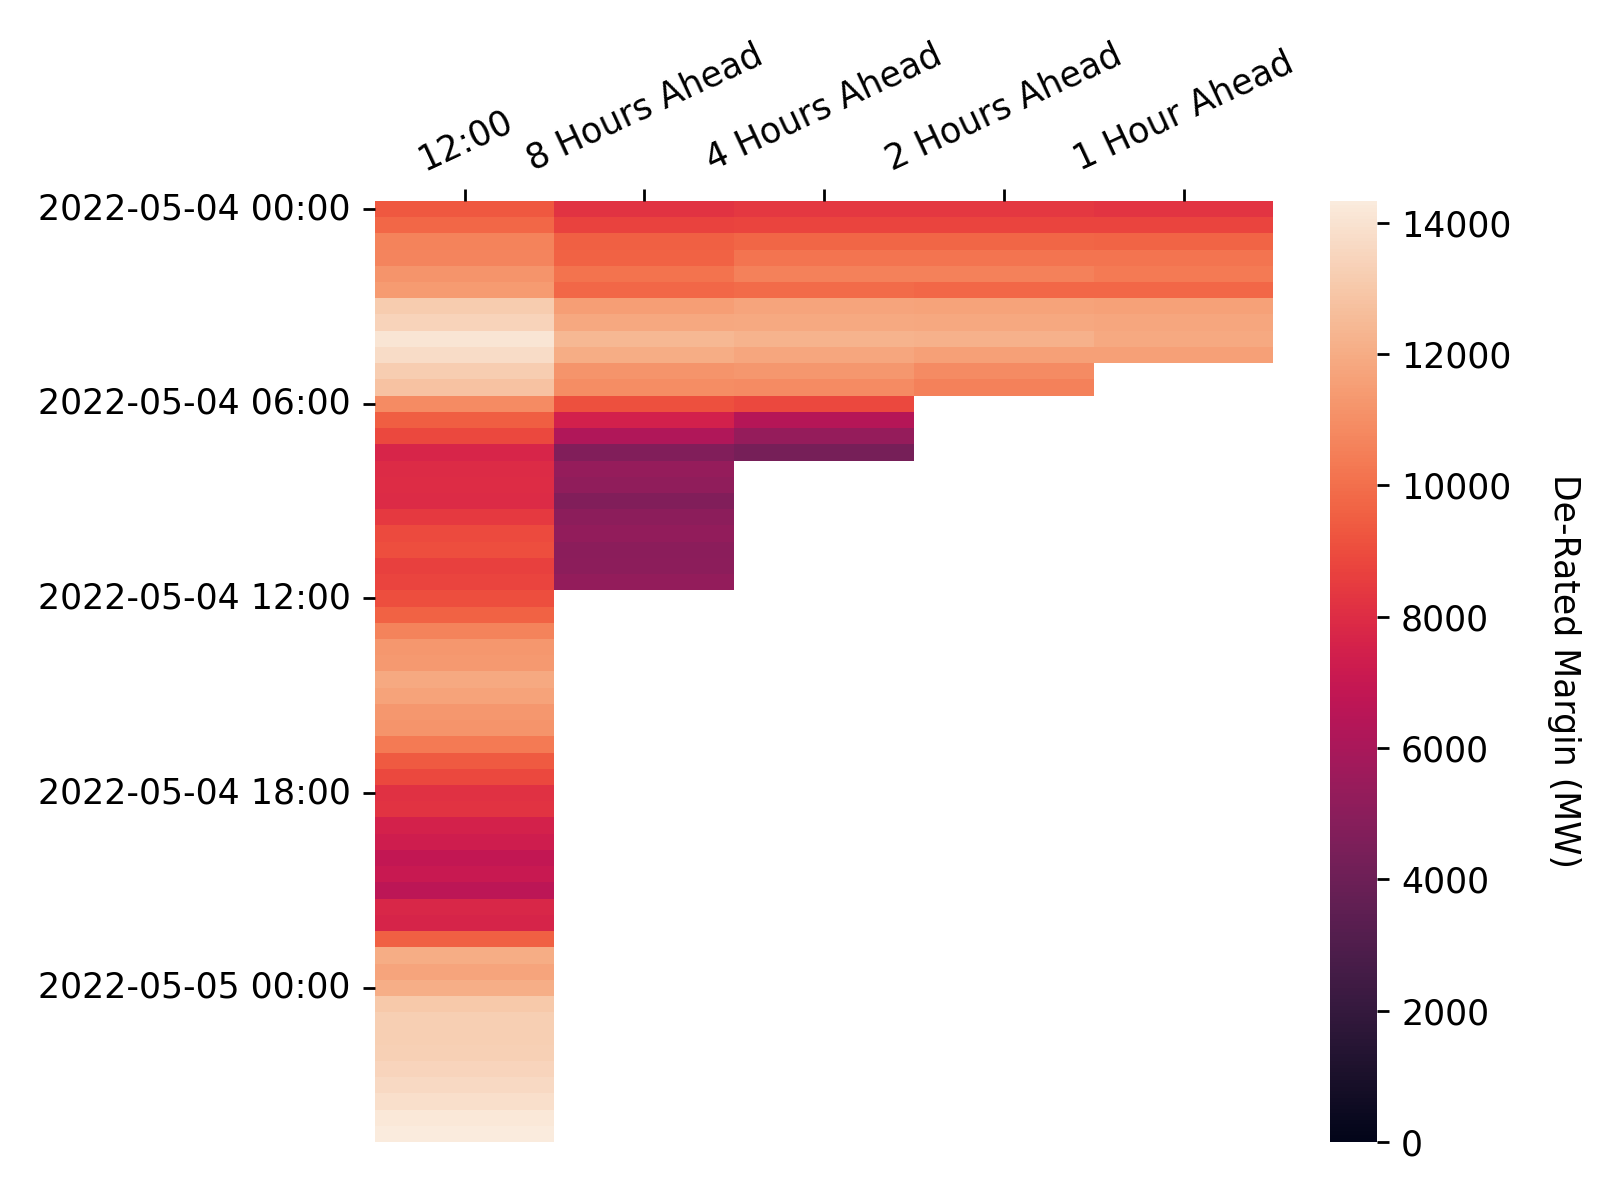 12:00
8 Hours Ahead
4 Hours Ahead
2 Hours Ahead
1 Hour Ahead
2022-05-04 00:00
2022-05-04 06:00
2022-05-04 12:00
2022-05-04 18:00
2022-05-05 00:00
14000
12000
10000
8000
6000
4000
2000
0
De-Rated Margin (MW)